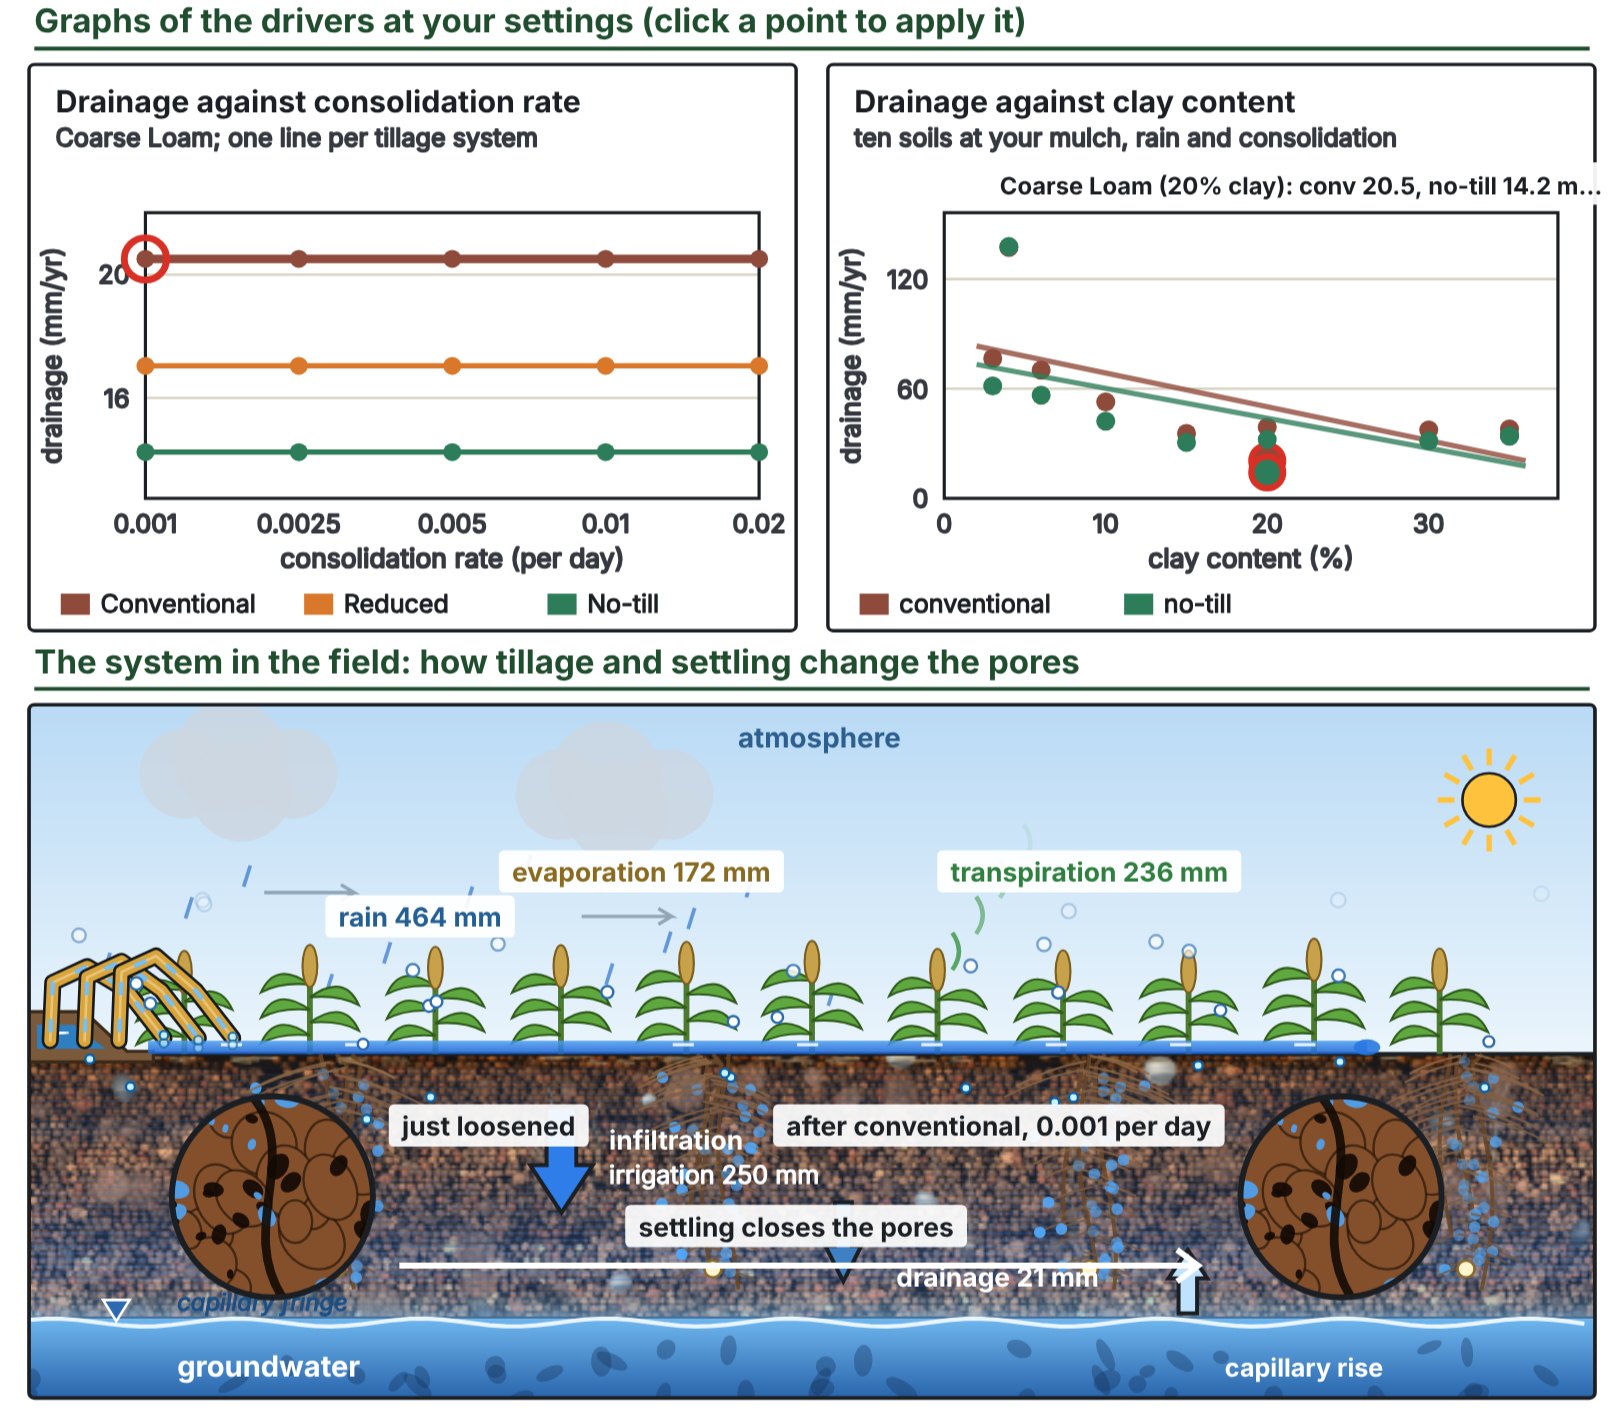 Graphs of the drivers at your settings (click a point to apply it)
Drainage against consolidation rate
Coarse Loam; one line per tillage system
drainage (mm/yr)
20
16
0.001
0.0025
0.005
0.01
0.02
consolidation rate (per day)
Conventional
Reduced
No-till
Drainage against clay content
ten soils at your mulch, rain and consolidation
Coarse Loam (20% clay): conv 20.5, no-till 14.2 m...
drainage (mm/yr)
120
60
0
0
10
20
30
clay content (%)
conventional
no-till
The system in the field: how tillage and settling change the pores
atmosphere
evaporation 172 mm
transpiration 236 mm
rain 464 mm
just loosened
after conventional, 0.001 per day
infiltration
irrigation 250 mm
settling closes the pores
drainage 21 mm
capillary fringe
groundwater
capillary rise